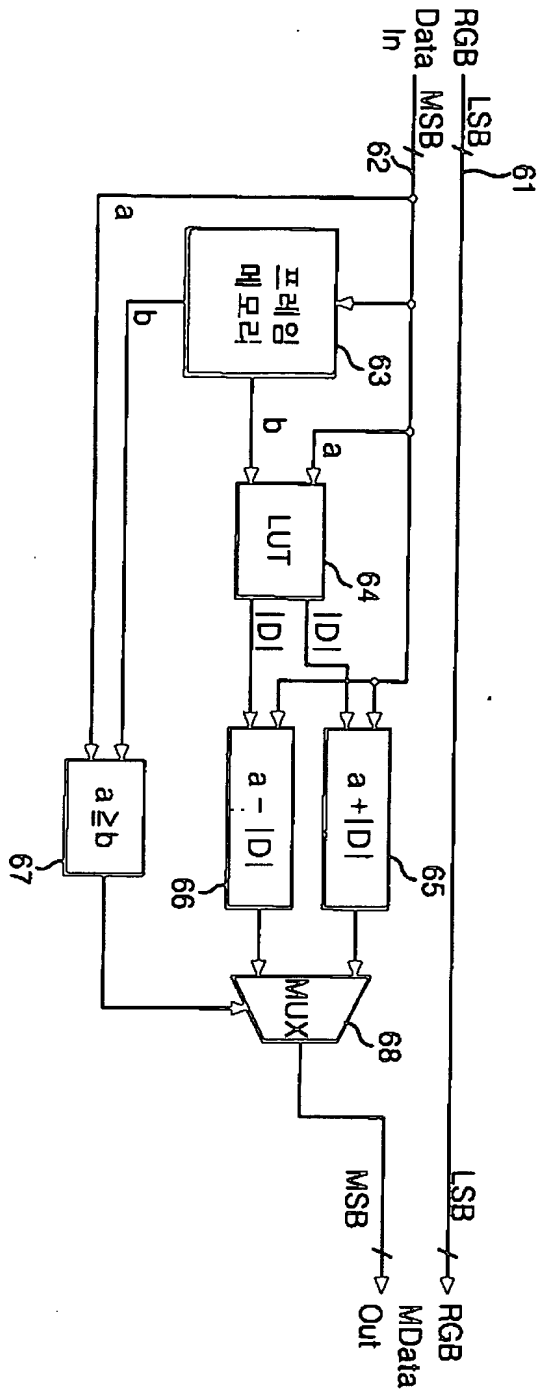 RGB
Data
In
LSB
61
MSB
62
a
프레임
메모리
63
b
b
a
LUT
64
|D|
|D|
a +|D|
65
a - |D|
66
a ≧ b
67
MUX
68
LSB
MSB
RGB
MData
Out